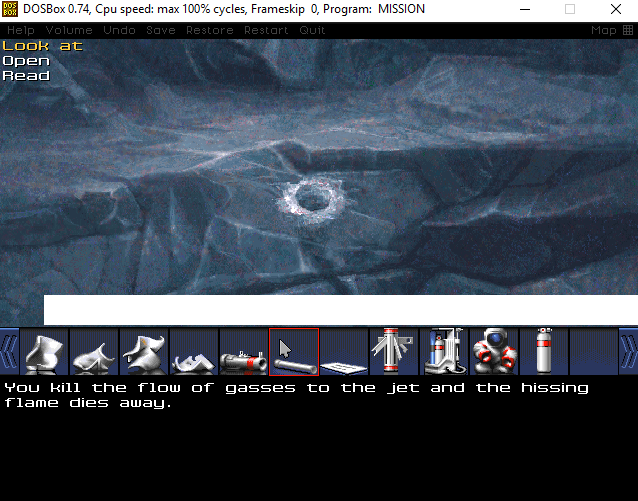 DOS
BOX
DOSBox 0.74, Cpu speed: max 100% cycles, Frameskip 0, Program: MISSION
Help Volume Undo Save Restore Restart Quit Map
Look at
Open
Read
You kill the flow of gasses to the jet and the hissing
flame dies away.